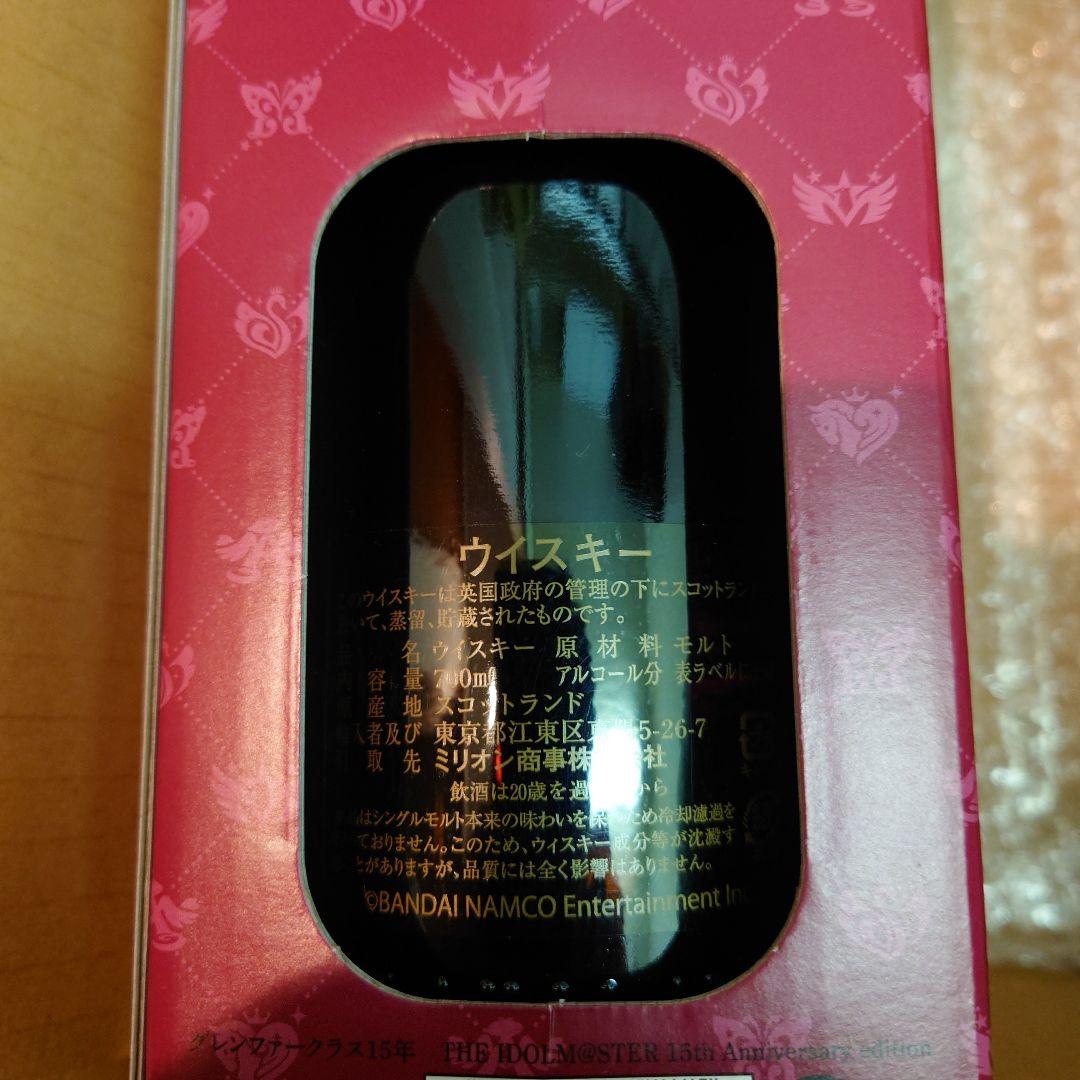 ウイスキー
このウイスキーは英国政府の管理の下にスコットラン
いて、蒸留、貯蔵されたものです。
名 ウイスキー 原材料 モルト
内容量 700ml アルコール分 表ラベルに
産地 スコットランド
入者及び 東京都江東区東陽5-26-7
取先 ミリオン商事株式会社
飲酒は20歳を過ぎてから
はシングルモルト本来の味わいを保つため冷却濾過を
ておりません。このため、ウイスキー成分等が沈澱す
とがありますが、品質には全く影響はありません。
©BANDAI NAMCO Entertainment Inc
グレンファークラス15年 THE IDOLM@STER 15th Anniversary edition